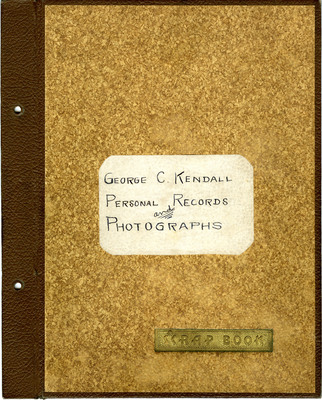 GEORGE C. KENDALL
PERSONAL RECORDS
and
PHOTOGRAPHS
SCRAP BOOK